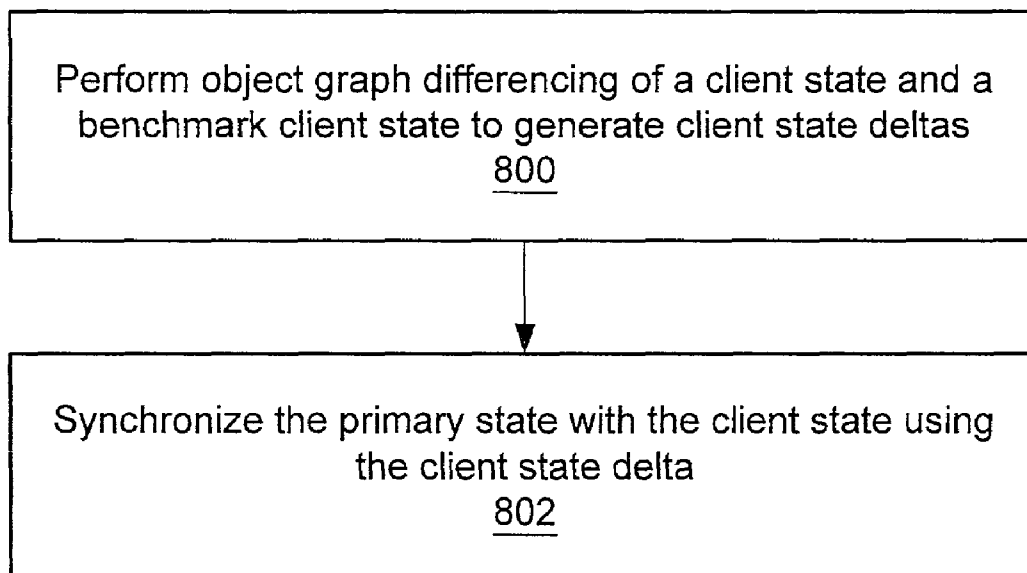 Perform object graph differencing of a client state and a
benchmark client state to generate client state deltas
800
Synchronize the primary state with the client state using
the client state delta
802